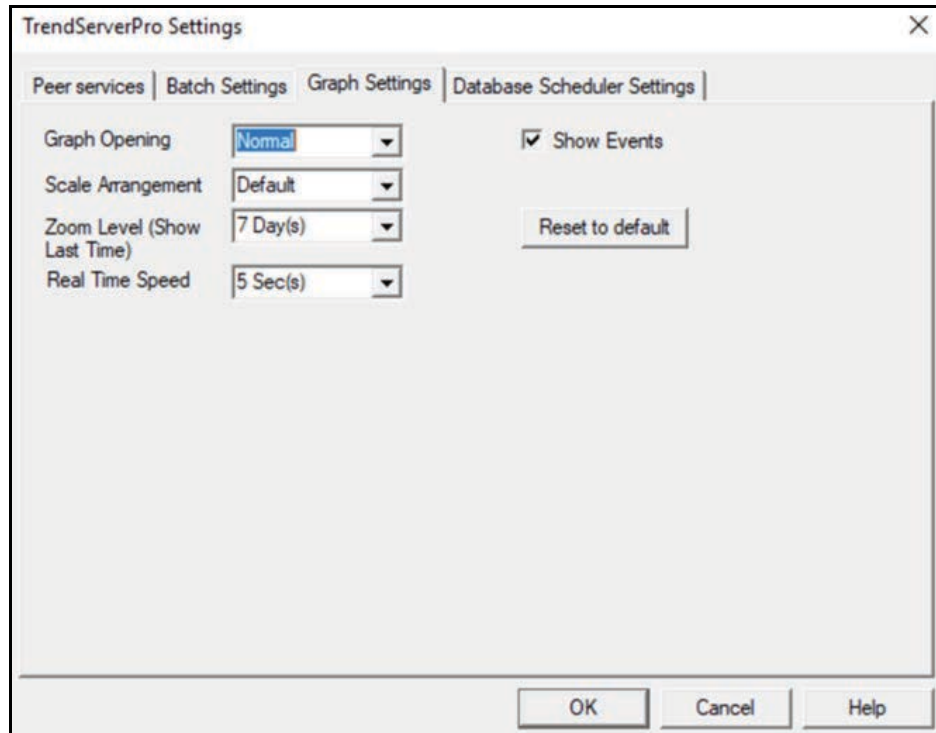 TrendServerPro Settings
Peer services Batch Settings Graph Settings Database Scheduler Settings
Graph Opening Normal Show Events
Scale Arrangement Default
Zoom Level (Show 7 Day(s) Reset to default
Last Time)
Real Time Speed 5 Sec(s)
OK Cancel Help